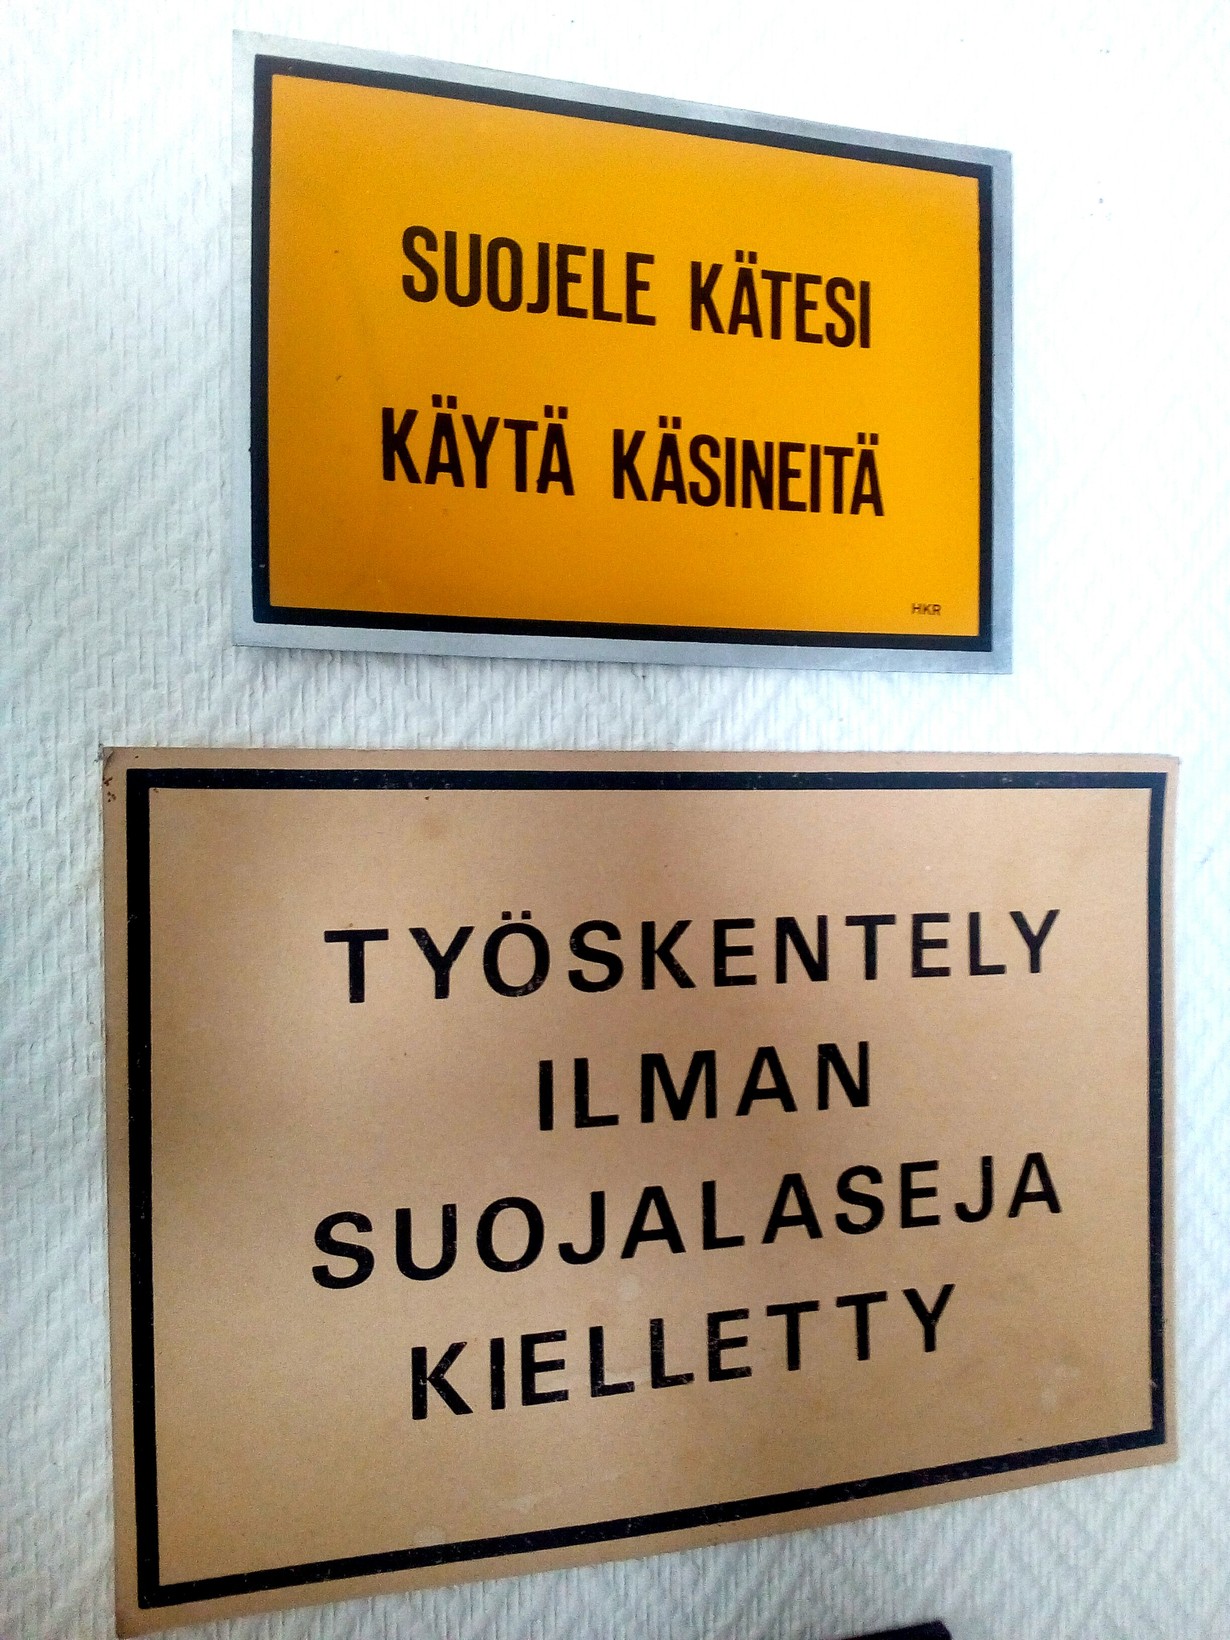 SUOJELE KÄTESI
KÄYTÄ KÄSINEITÄ
HKR
TYÖSKENTELY
ILMAN
SUOJALASEJA
KIELLETTY